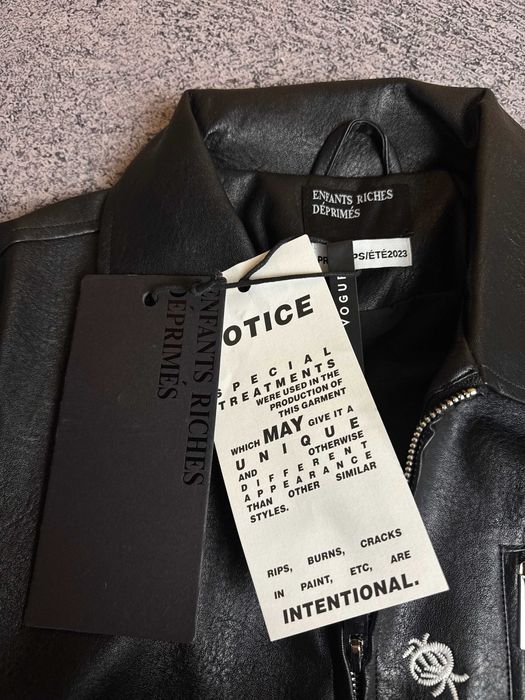 ENFANTS RICHES
DÉPRIMÉS
PS/ÉTÉ2023
VOGUE
ENFANTS RICHES
DÉPRIMÉS
OTICE
SPECIAL
TREATMENTS
WERE USED IN THE
PRODUCTION OF
THIS GARMENT
WHICH MAY GIVE IT A
UNIQUE
AND OTHERWISE
DIFFERENT
APPEARANCE
THAN OTHER SIMILAR
STYLES.
RIPS, BURNS, CRACKS
IN PAINT, ETC, ARE
INTENTIONAL.